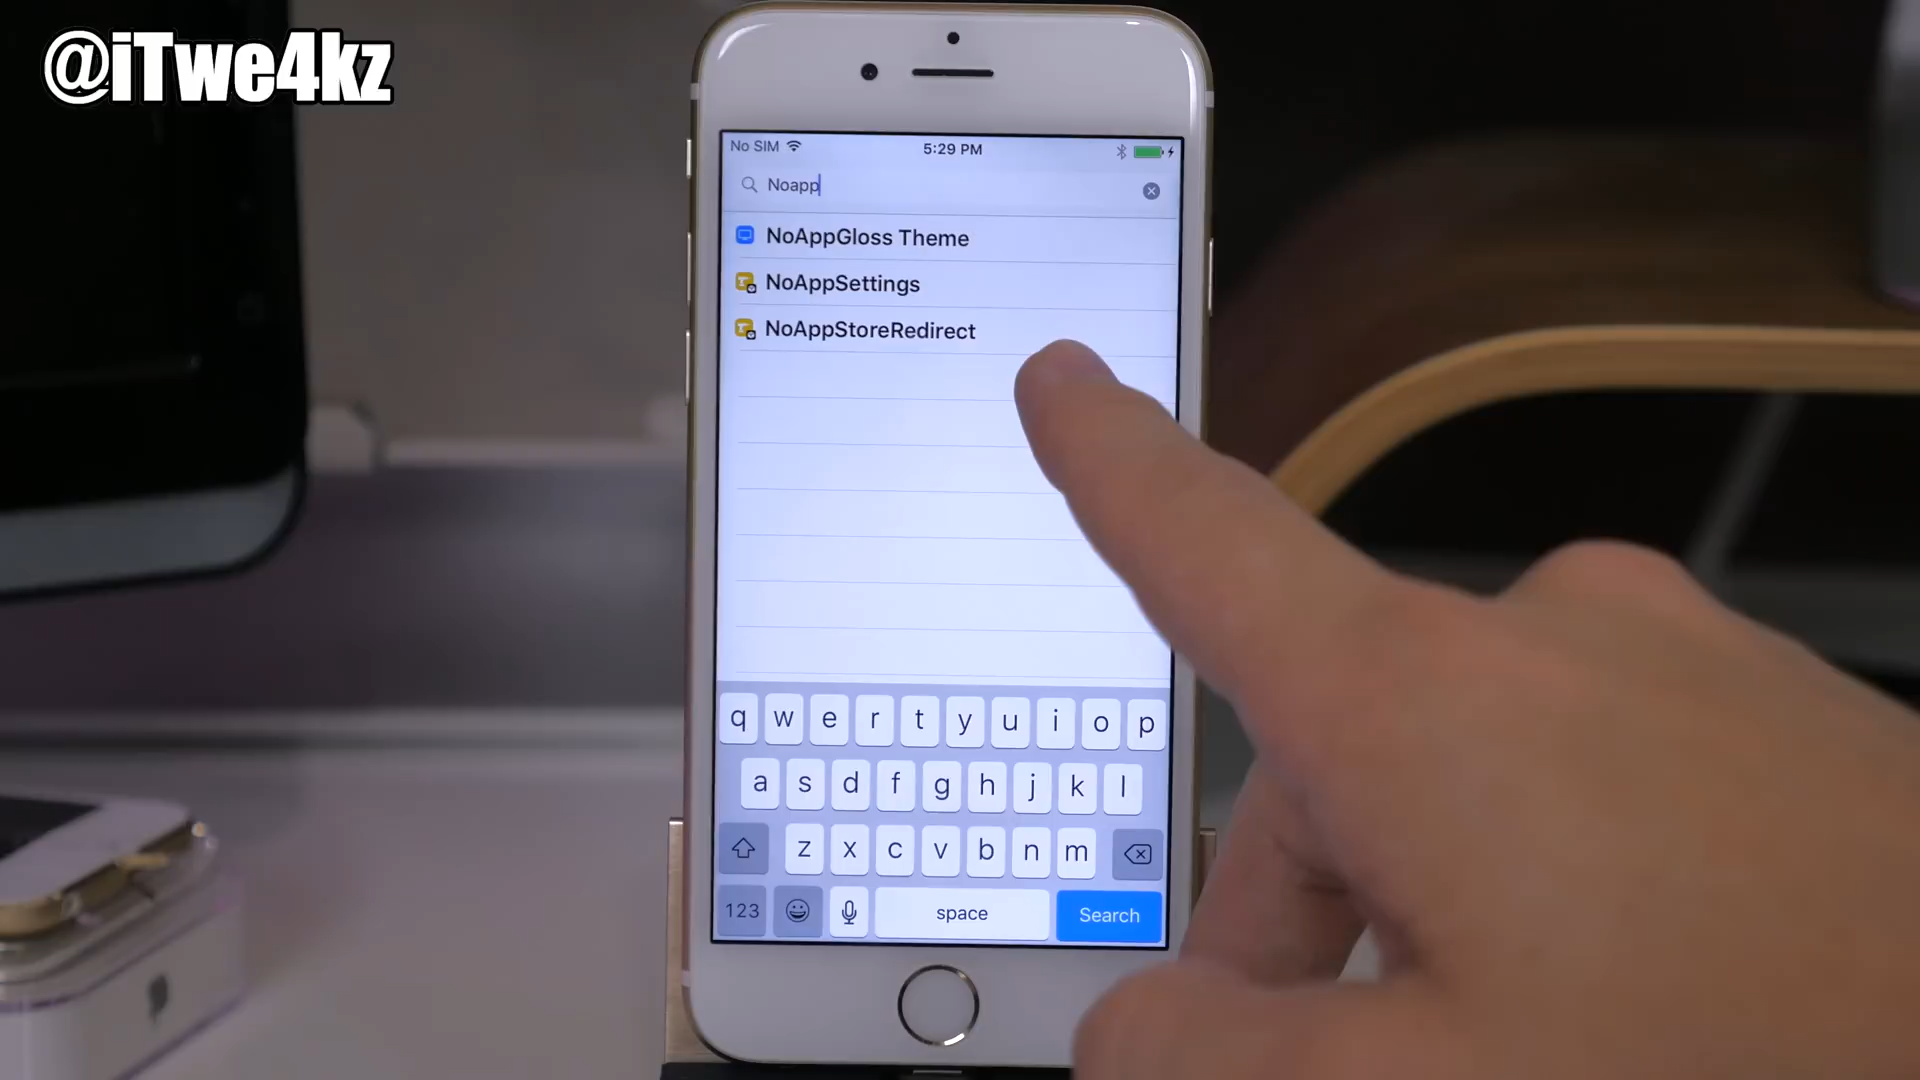 @iTwe4kz
No SIM 5:29 PM
Noapp
NoAppGloss Theme
NoAppSettings
NoAppStoreRedirect
q w e r t y u i o p
a s d f g h j k l
z x c v b n m
123 space Search